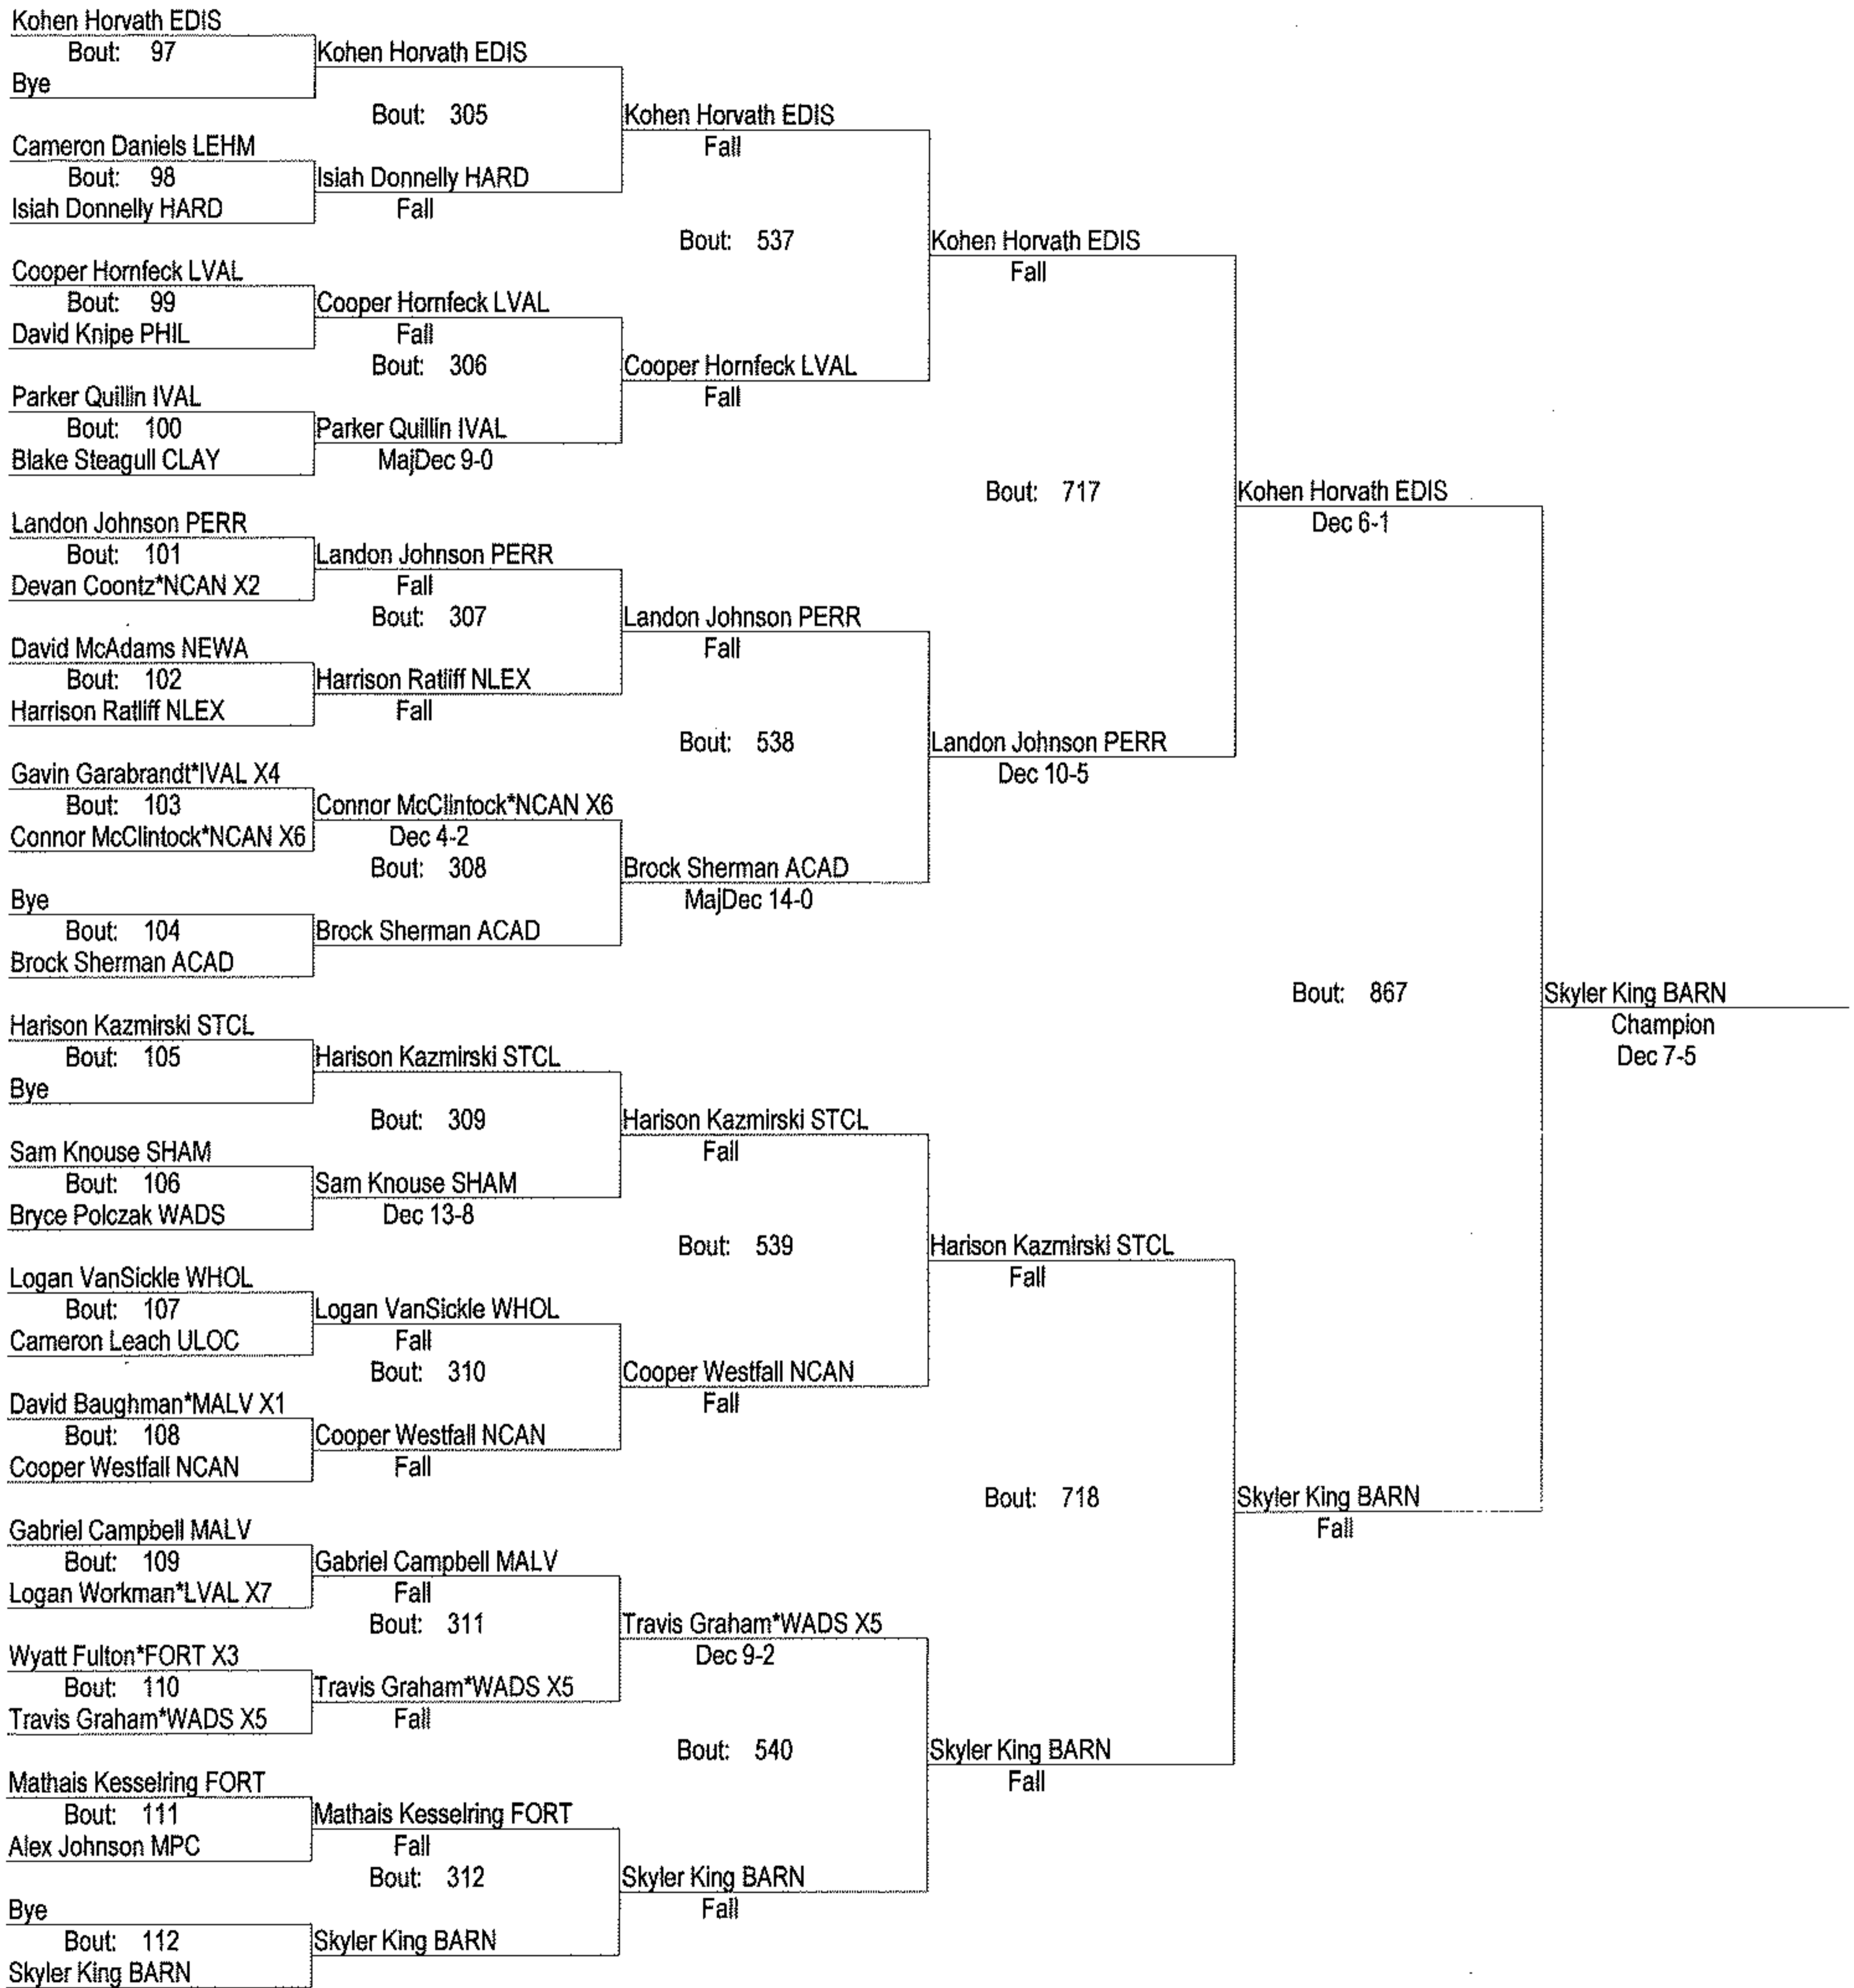 Kohen Horvath EDIS
Bout: 97
Bye
Kohen Horvath EDIS
Bout: 305
Cameron Daniels LEHM
Bout: 98
Isiah Donnelly HARD
Isiah Donnelly HARD
Fall
Kohen Horvath EDIS
Fall
Bout: 537
Cooper Hornfeck LVAL
Bout: 99
David Knipe PHIL
Cooper Hornfeck LVAL
Fall
Bout: 306
Parker Quillin IVAL
Bout: 100
Blake Steagull CLAY
Parker Quillin IVAL
MajDec 9-0
Cooper Hornfeck LVAL
Fall
Kohen Horvath EDIS
Fall
Bout: 717
Landon Johnson PERR
Bout: 101
Devan Coontz*NCAN X2
Landon Johnson PERR
Fall
Bout: 307
David McAdams NEWA
Bout: 102
Harrison Ratliff NLEX
Harrison Ratliff NLEX
Fall
Landon Johnson PERR
Fall
Bout: 538
Gavin Garabrandt*IVAL X4
Bout: 103
Connor McClintock*NCAN X6
Connor McClintock*NCAN X6
Dec 4-2
Bout: 308
Bye
Bout: 104
Brock Sherman ACAD
Brock Sherman ACAD
Brock Sherman ACAD
MajDec 14-0
Landon Johnson PERR
Dec 10-5
Kohen Horvath EDIS
Dec 6-1
Bout: 867
Skyler King BARN
Champion
Dec 7-5
Harison Kazmirski STCL
Bout: 105
Bye
Harison Kazmirski STCL
Bout: 309
Sam Knouse SHAM
Bout: 106
Bryce Polczak WADS
Sam Knouse SHAM
Dec 13-8
Harison Kazmirski STCL
Fall
Bout: 539
Logan VanSickle WHOL
Bout: 107
Cameron Leach ULOC
Logan VanSickle WHOL
Fall
Bout: 310
David Baughman*MALV X1
Bout: 108
Cooper Westfall NCAN
Cooper Westfall NCAN
Fall
Cooper Westfall NCAN
Fall
Harison Kazmirski STCL
Fall
Bout: 718
Gabriel Campbell MALV
Bout: 109
Logan Workman*LVAL X7
Gabriel Campbell MALV
Fall
Bout: 311
Wyatt Fulton*FORT X3
Bout: 110
Travis Graham*WADS X5
Travis Graham*WADS X5
Fall
Travis Graham*WADS X5
Dec 9-2
Bout: 540
Mathais Kesselring FORT
Bout: 111
Alex Johnson MPC
Mathais Kesselring FORT
Fall
Bout: 312
Bye
Bout: 112
Skyler King BARN
Skyler King BARN
Skyler King BARN
Fall
Skyler King BARN
Fall
Skyler King BARN
Fall